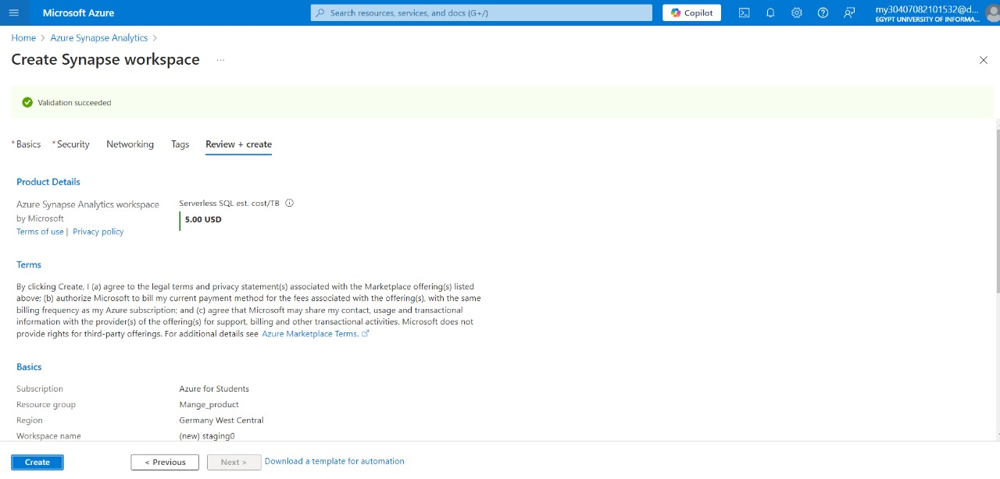 Microsoft Azure
Search resources, services, and docs (G+/)
Copilot
my30407082101532@d...
EGYPT UNIVERSITY OF INFORMA...
Home > Azure Synapse Analytics >
Create Synapse workspace ...
Validation succeeded
* Basics * Security Networking Tags Review + create
Product Details
Azure Synapse Analytics workspace
by Microsoft
Terms of use | Privacy policy
Serverless SQL est. cost/TB
5.00 USD
Terms
By clicking Create, I (a) agree to the legal terms and privacy statement(s) associated with the Marketplace offering(s) listed
above; (b) authorize Microsoft to bill my current payment method for the fees associated with the offering(s), with the same
billing frequency as my Azure subscription; and (c) agree that Microsoft may share my contact, usage and transactional
information with the provider(s) of the offering(s) for support, billing and other transactional activities. Microsoft does not
provide rights for third-party offerings. For additional details see Azure Marketplace Terms.
Basics
Subscription Azure for Students
Resource group Mange_product
Region Germany West Central
Workspace name (new) staging0
Create < Previous Next > Download a template for automation